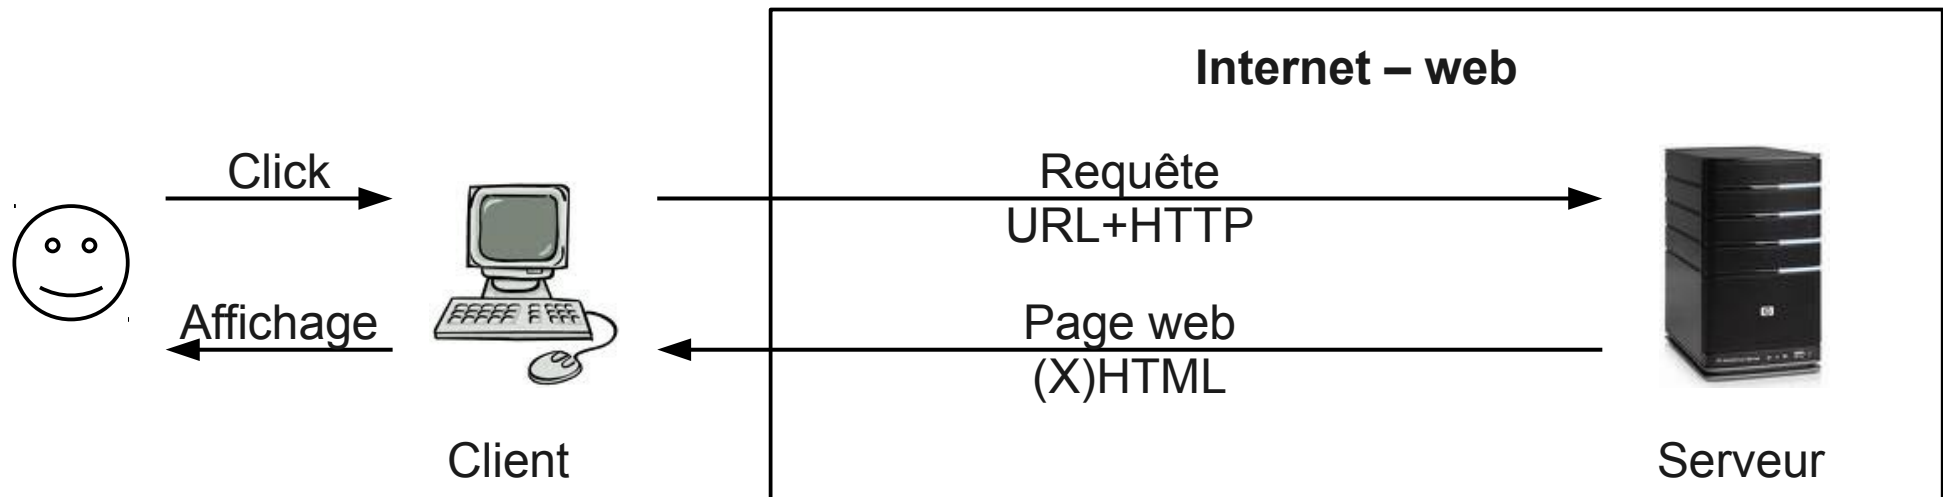 Internet – web
Click
Requête
URL+HTTP
Affichage
Page web
(X)HTML
Client
Serveur